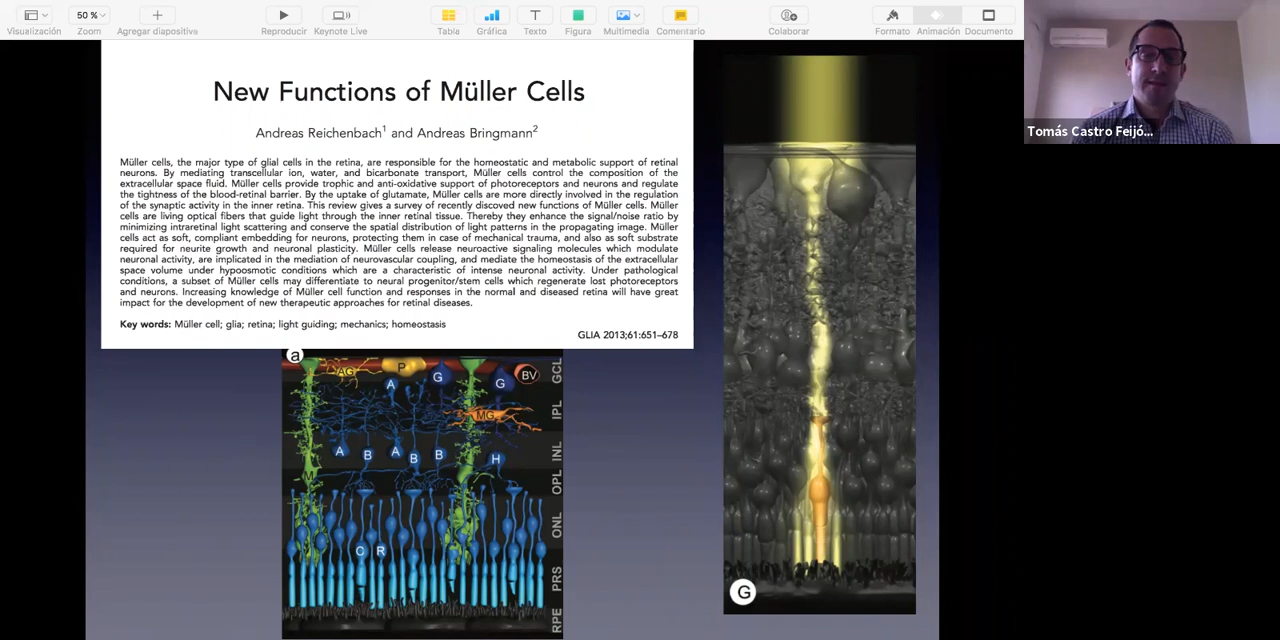 50 %
Visualización
Zoom
Agregar diapositiva
Reproducir
Keynote Live
Tabla
Gráfica
Texto
Figura
Multimedia
Comentario
Colaborar
Formato
Animación
Documento
Tomás Castro Feijó...
New Functions of Müller Cells
Andreas Reichenbach1 and Andreas Bringmann2
Müller cells, the major type of glial cells in the retina, are responsible for the homeostatic and metabolic support of retinal
neurons. By mediating transcellular ion, water, and bicarbonate transport, Müller cells control the composition of the
extracellular space fluid. Müller cells provide trophic and anti-oxidative support of photoreceptors and neurons and regulate
the tightness of the blood-retinal barrier. By the uptake of glutamate, Müller cells are more directly involved in the regulation
of the synaptic activity in the inner retina. This review gives a survey of recently discoved new functions of Müller cells. Müller
cells are living optical fibers that guide light through the inner retinal tissue. Thereby they enhance the signal/noise ratio by
minimizing intraretinal light scattering and conserve the spatial distribution of light patterns in the propagating image. Müller
cells act as soft, compliant embedding for neurons, protecting them in case of mechanical trauma, and also as soft substrate
required for neurite growth and neuronal plasticity. Müller cells release neuroactive signaling molecules which modulate
neuronal activity, are implicated in the mediation of neurovascular coupling, and mediate the homeostasis of the extracellular
space volume under hypoosmotic conditions which are a characteristic of intense neuronal activity. Under pathological
conditions, a subset of Müller cells may differentiate to neural progenitor/stem cells which regenerate lost photoreceptors
and neurons. Increasing knowledge of Müller cell function and responses in the normal and diseased retina will have great
impact for the development of new therapeutic approaches for retinal diseases.
Key words: Müller cell; glia; retina; light guiding; mechanics; homeostasis
GLIA 2013;61:651–678
a
AG
P
A
G
G
BV
GCL
MG
IPL
A
B
A
B
B
H
INL
M
OPL
ONL
C
R
PRS
RPE
G